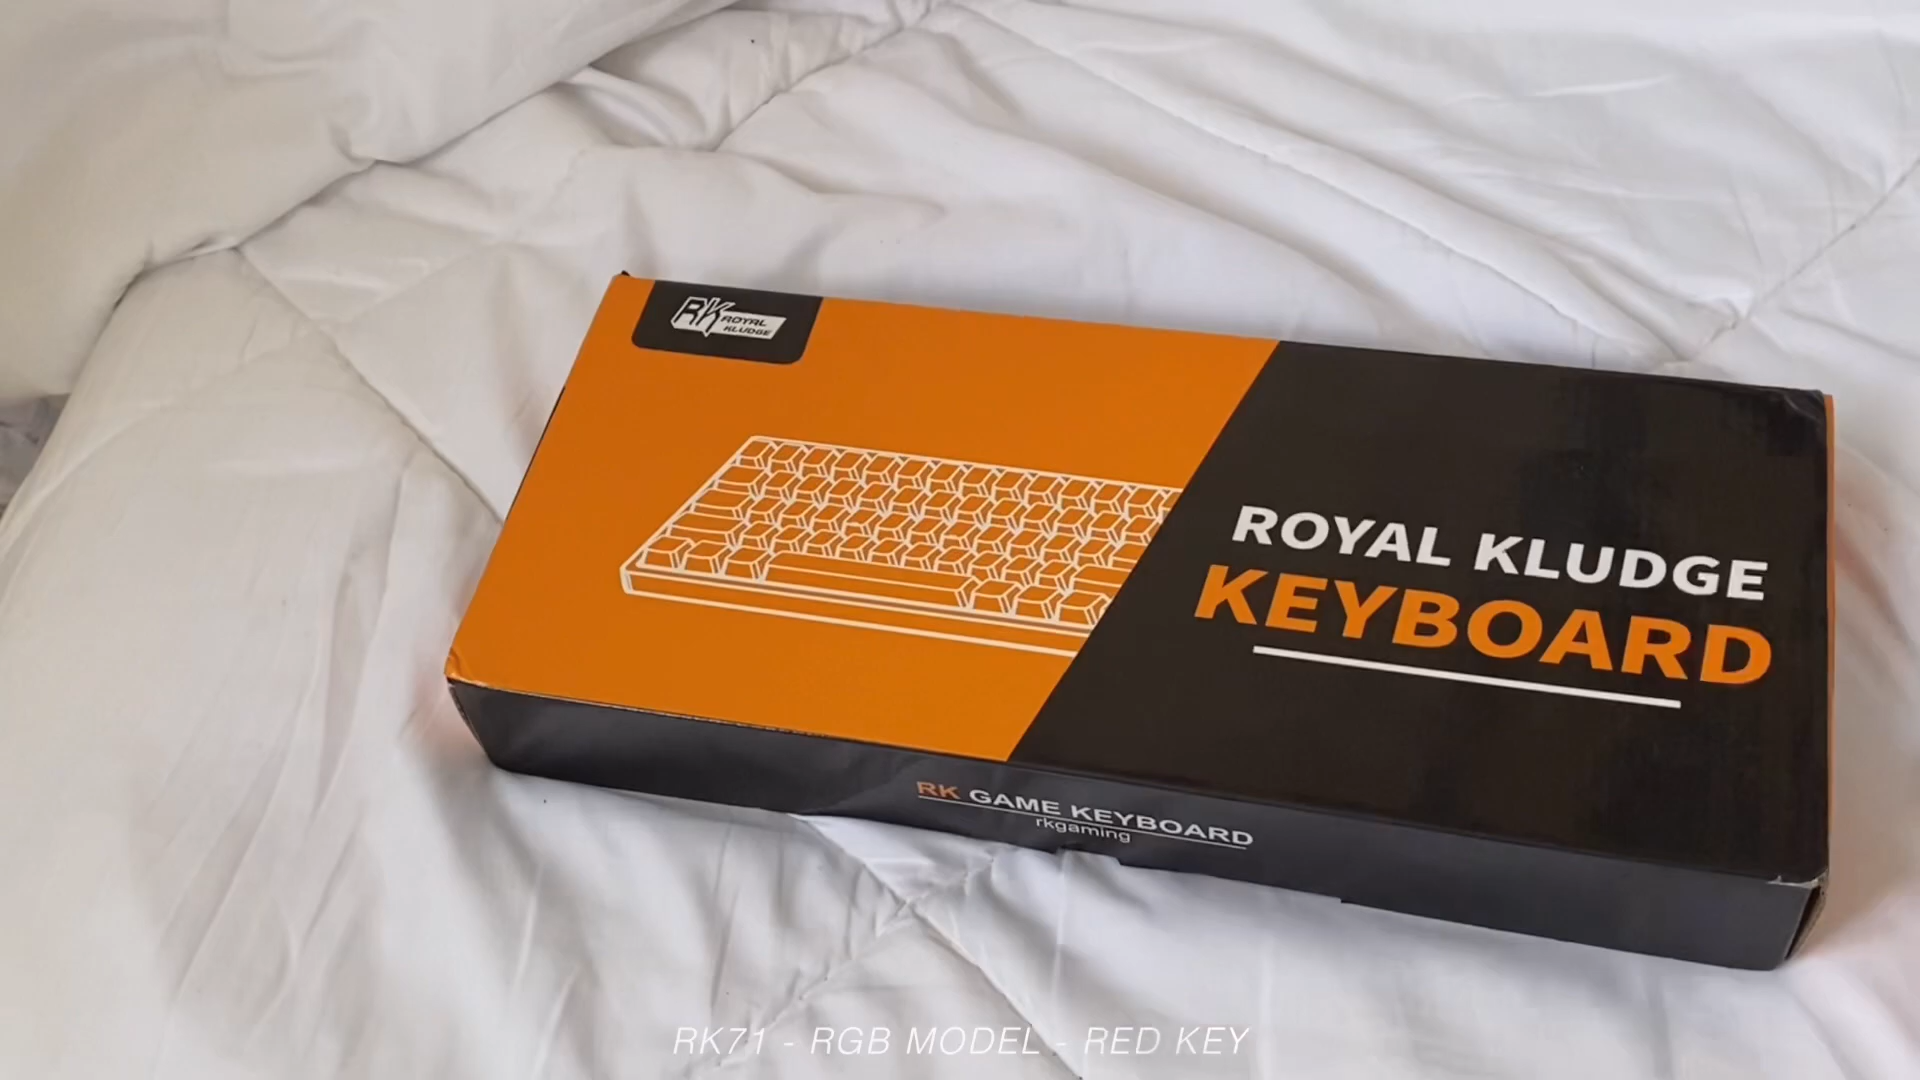 RK ROYAL
KLUDGE
ROYAL KLUDGE
KEYBOARD
RK GAME KEYBOARD
rkgaming
RK71 - RGB MODEL - RED KEY